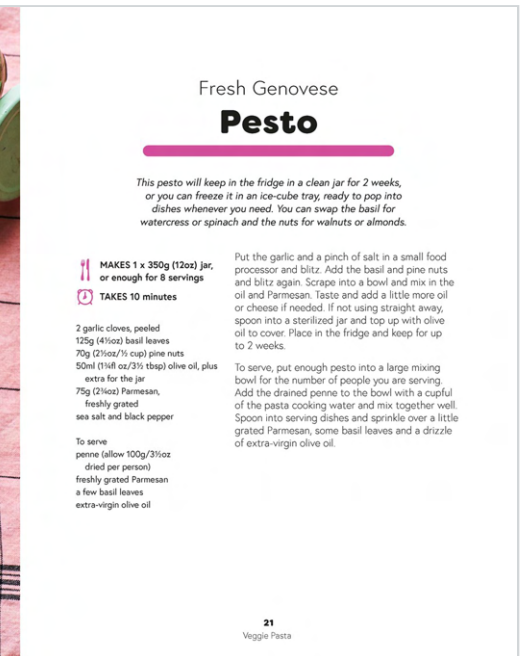 Fresh Genovese
Pesto
This pesto will keep in the fridge in a clean jar for 2 weeks,
or you can freeze it in an ice-cube tray, ready to pop into
dishes whenever you need. You can swap the basil for
watercress or spinach and the nuts for walnuts or almonds.
MAKES 1 x 350g (12oz) jar,
or enough for 8 servings
TAKES 10 minutes
2 garlic cloves, peeled
125g (4½oz) basil leaves
70g (2½oz/½ cup) pine nuts
50ml (1¾fl oz/3½ tbsp) olive oil, plus
extra for the jar
75g (2¾oz) Parmesan,
freshly grated
sea salt and black pepper
To serve
penne (allow 100g/3½oz
dried per person)
freshly grated Parmesan
a few basil leaves
extra-virgin olive oil
Put the garlic and a pinch of salt in a small food
processor and blitz. Add the basil and pine nuts
and blitz again. Scrape into a bowl and mix in the
oil and Parmesan. Taste and add a little more oil
or cheese if needed. If not using straight away,
spoon into a sterilized jar and top up with olive
oil to cover. Place in the fridge and keep for up
to 2 weeks.
To serve, put enough pesto into a large mixing
bowl for the number of people you are serving.
Add the drained penne to the bowl with a cupful
of the pasta cooking water and mix together well.
Spoon into serving dishes and sprinkle over a little
grated Parmesan, some basil leaves and a drizzle
of extra-virgin olive oil.
21
Veggie Pasta